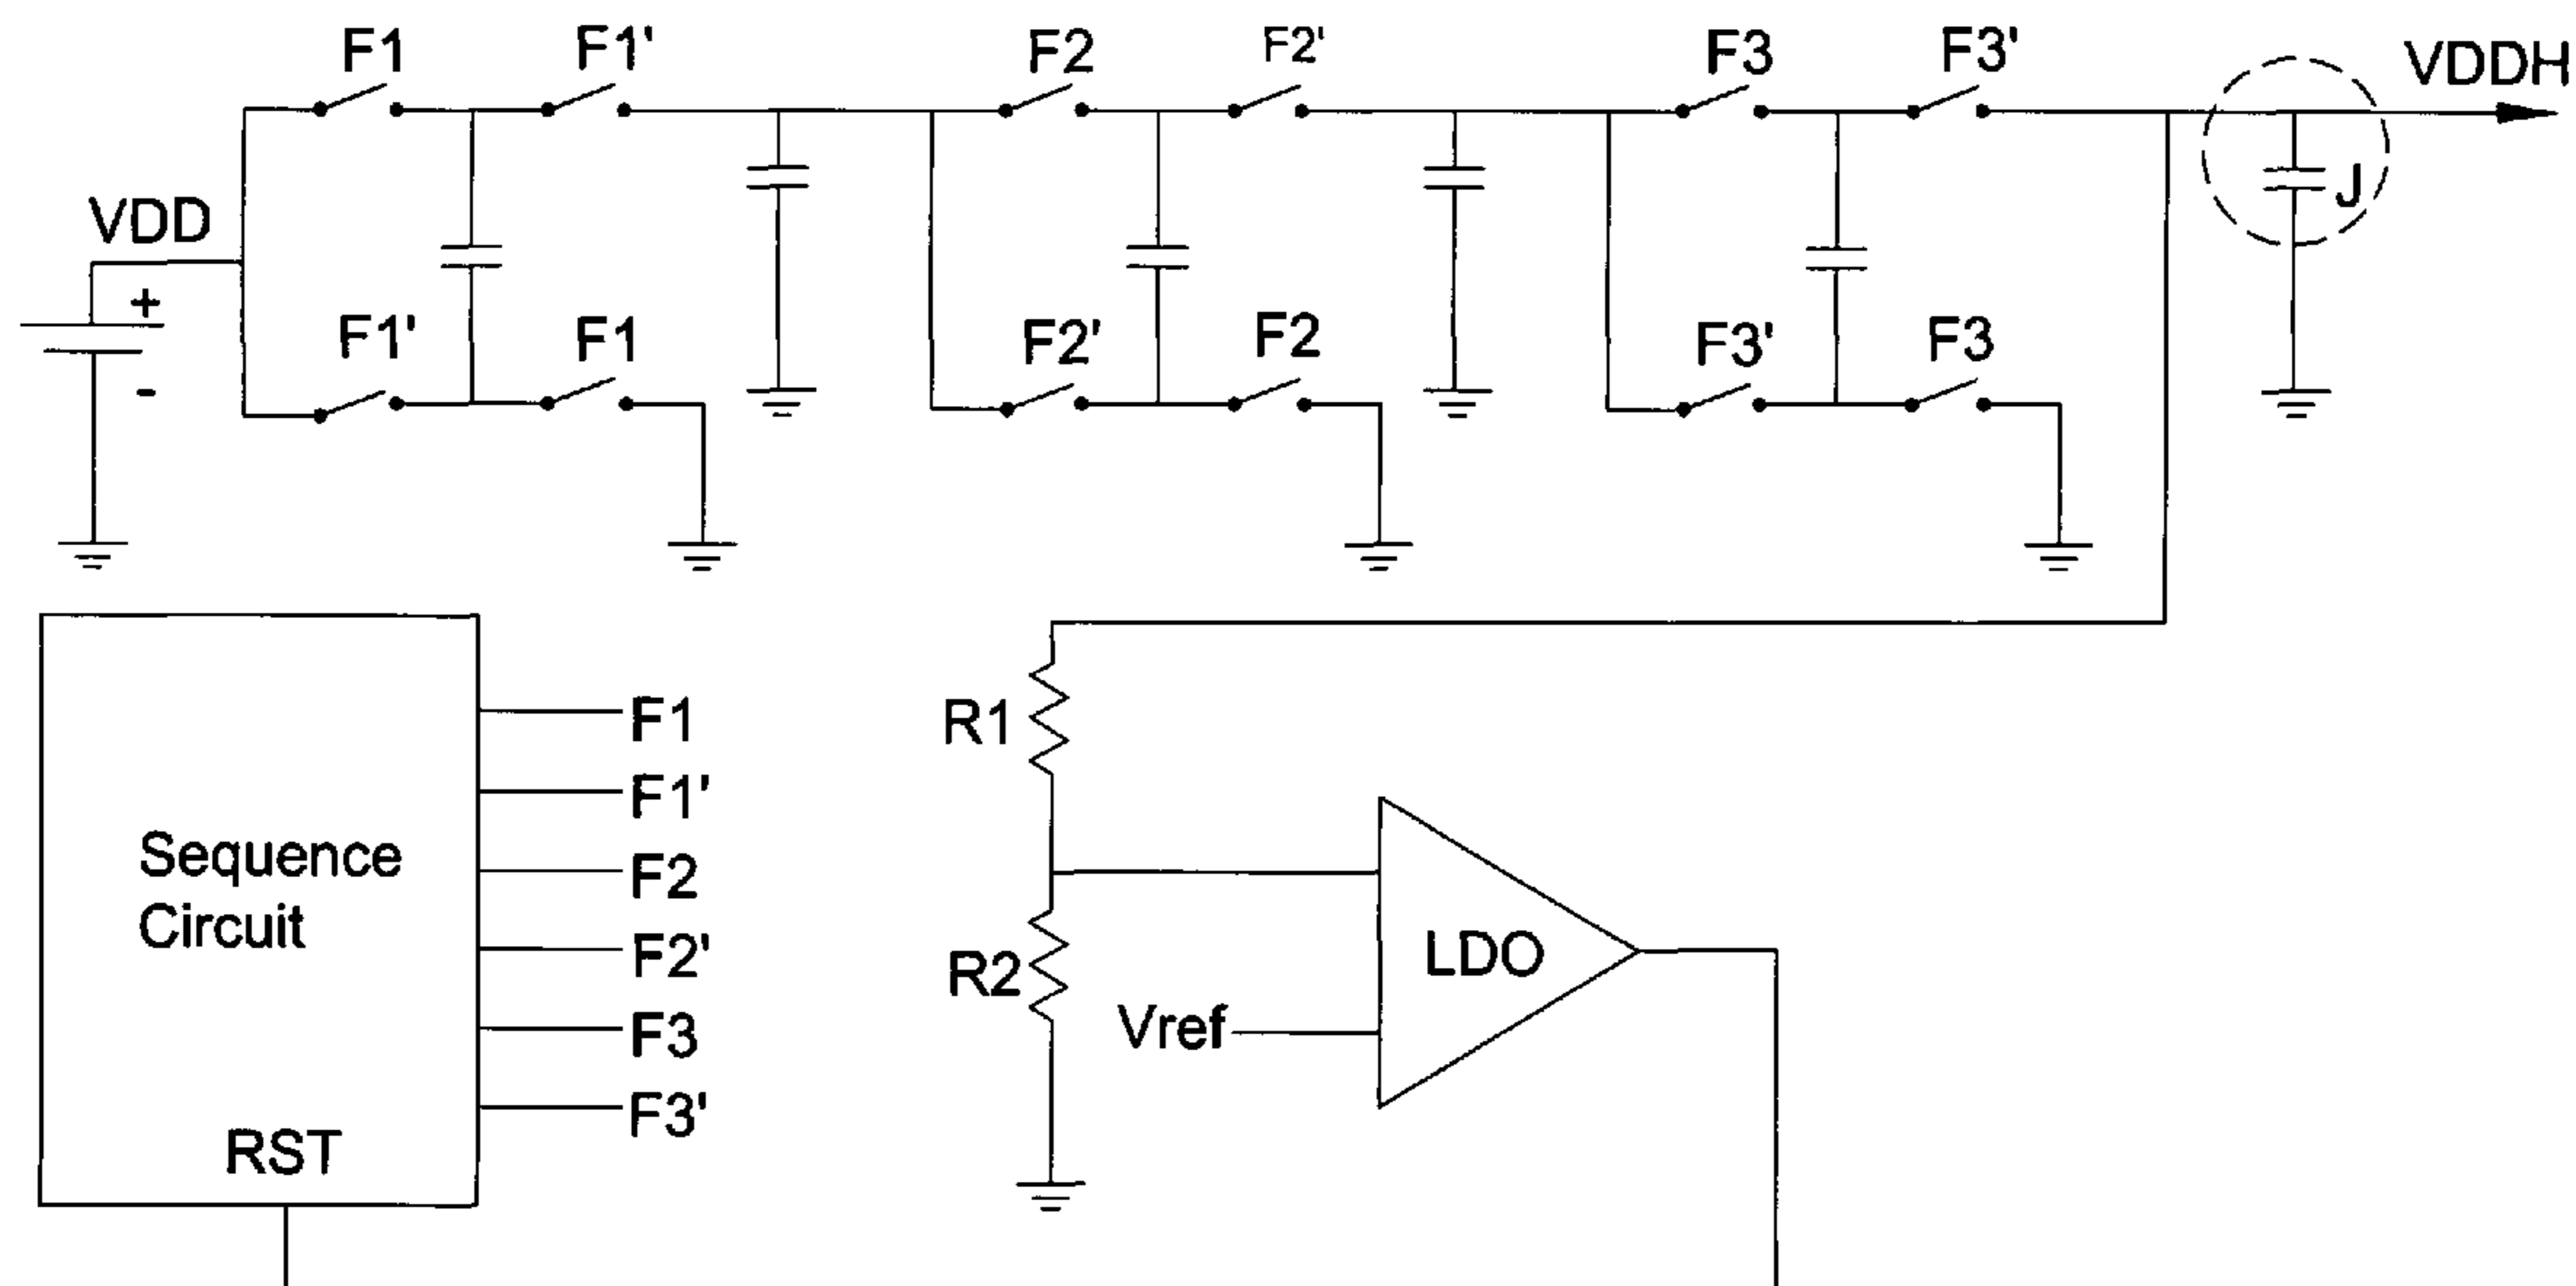 F1
F1'
F2
F2'
F3
F3'
VDDH
VDD
J
+
-
F1'
F1
F2'
F2
F3'
F3
Sequence
Circuit
RST
F1
F1'
F2
F2'
F3
F3'
R1
R2
Vref
LDO